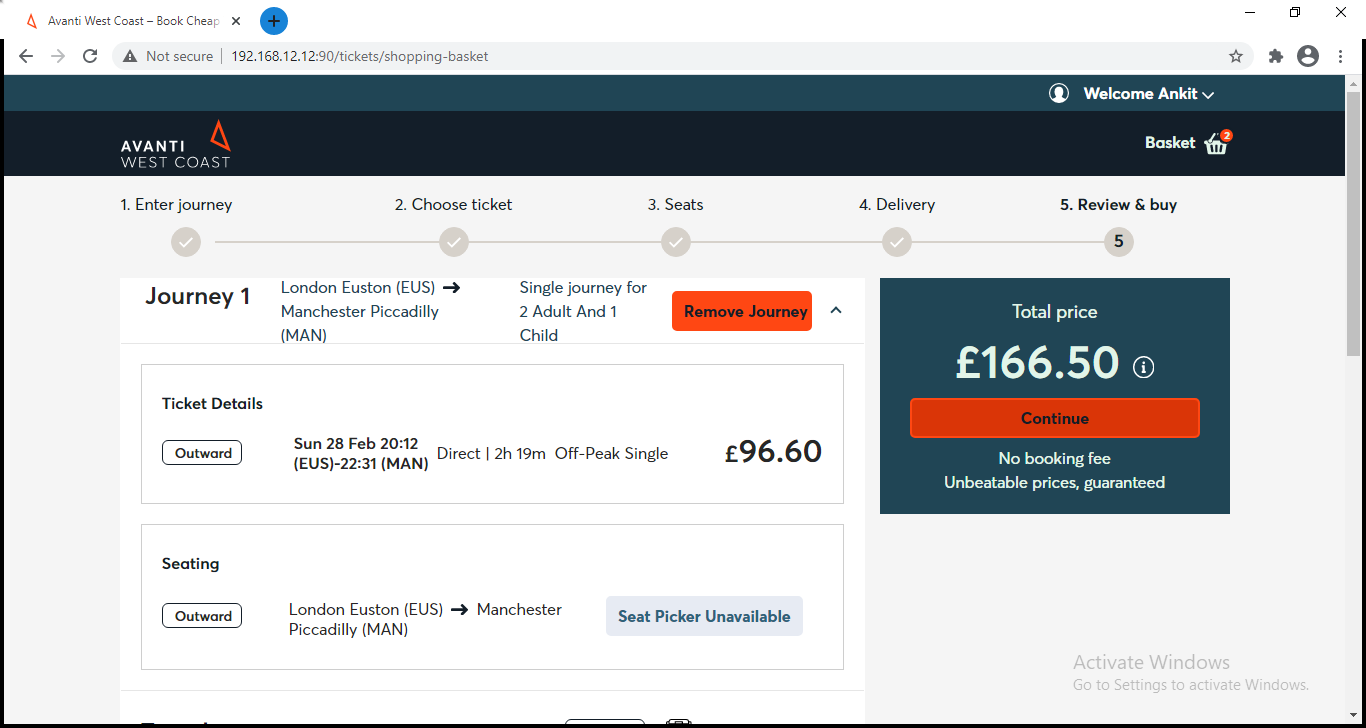 Avanti West Coast – Book Cheap
Not secure
192.168.12.12:90/tickets/shopping-basket
Welcome Ankit
AVANTI
WEST COAST
Basket
2
1. Enter journey
2. Choose ticket
3. Seats
4. Delivery
5. Review & buy
5
Journey 1
London Euston (EUS) →
Manchester Piccadilly
(MAN)
Single journey for
2 Adult And 1
Child
Remove Journey
Ticket Details
Outward
Sun 28 Feb 20:12
(EUS)-22:31 (MAN)
Direct | 2h 19m
Off-Peak Single
£96.60
Seating
Outward
London Euston (EUS) → Manchester
Piccadilly (MAN)
Seat Picker Unavailable
Total price
£166.50
Continue
No booking fee
Unbeatable prices, guaranteed
Activate Windows
Go to Settings to activate Windows.